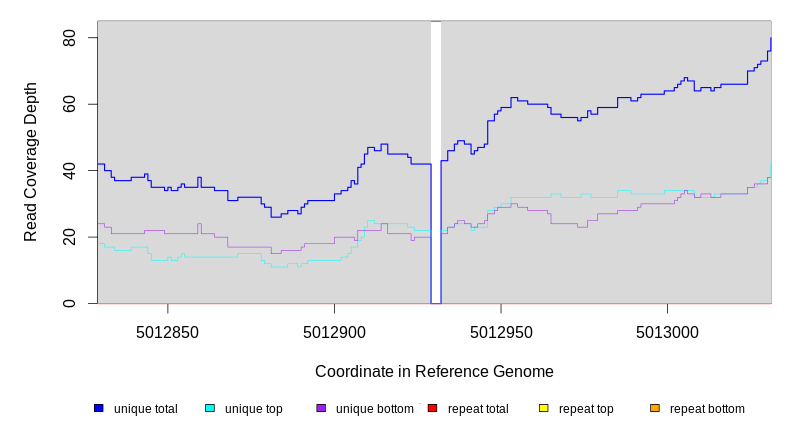 80
60
40
20
0
Read Coverage Depth
5012850 5012900 5012950 5013000
Coordinate in Reference Genome
unique total unique top unique bottom repeat total repeat top repeat bottom